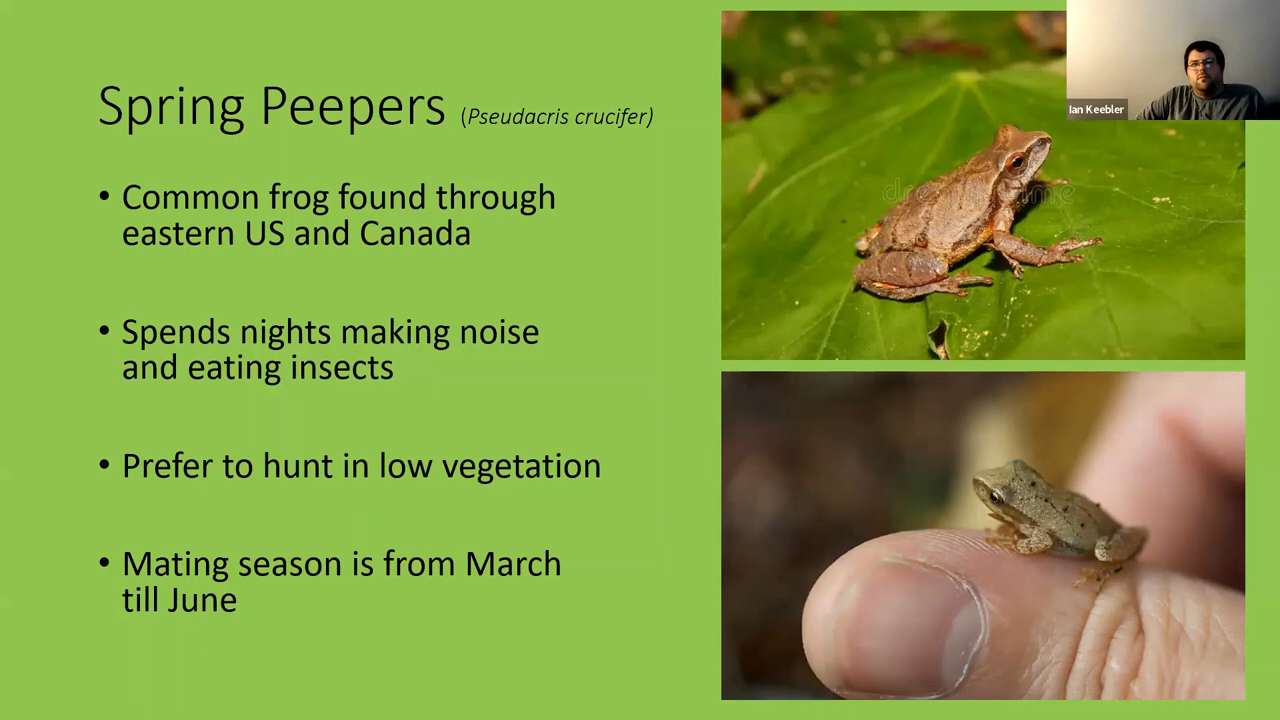 Spring Peepers (Pseudacris crucifer)
• Common frog found through
eastern US and Canada
• Spends nights making noise
and eating insects
• Prefer to hunt in low vegetation
• Mating season is from March
till June
Ian Keebler
dreamstime